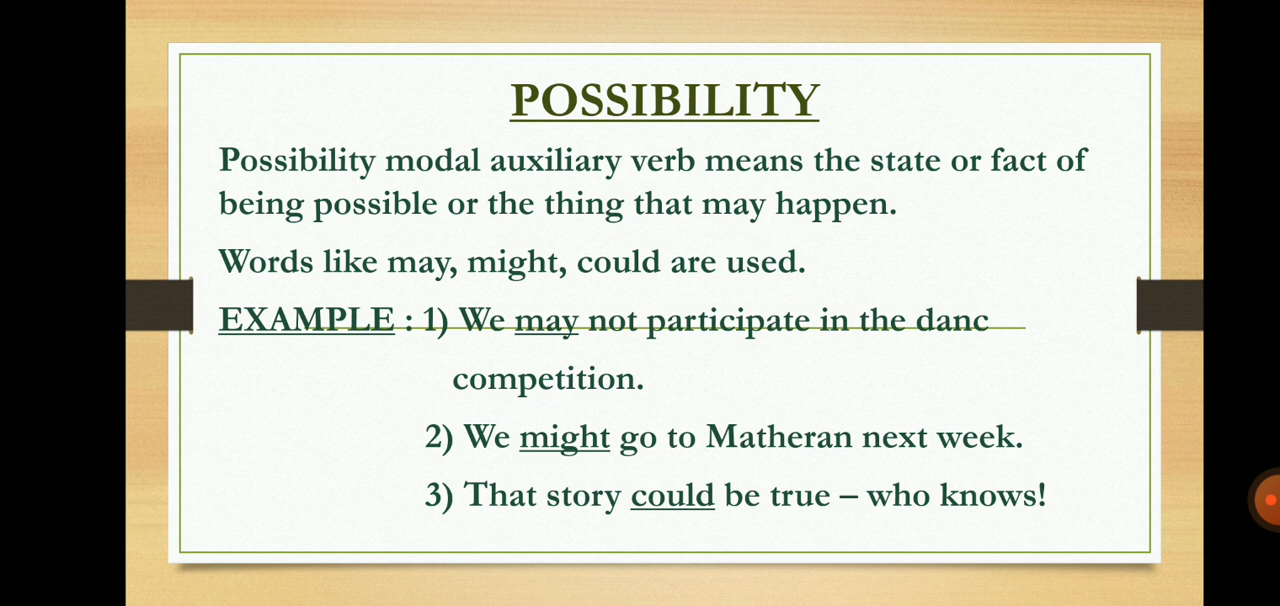 POSSIBILITY
Possibility modal auxiliary verb means the state or fact of
being possible or the thing that may happen.
Words like may, might, could are used.
EXAMPLE : 1) We may not participate in the danc
competition.
2) We might go to Matheran next week.
3) That story could be true – who knows!